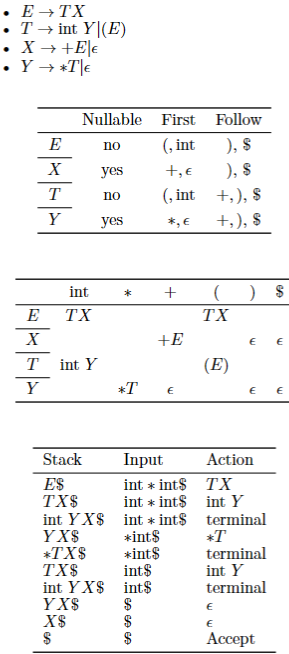 • E → TX
• T → int Y|(E)
• X → +E|ϵ
• Y → ∗T|ϵ
Nullable First Follow
E no (, int ), $
X yes +, ϵ ), $
T no (, int +, ), $
Y yes ∗, ϵ +, ), $
int ∗ + ( ) $
E TX TX
X +E ϵ ϵ
T int Y (E)
Y ∗T ϵ ϵ ϵ
Stack Input Action
E$ int ∗ int$ TX
TX$ int ∗ int$ int Y
int Y X$ int ∗ int$ terminal
Y X$ ∗int$ ∗T
∗TX$ ∗int$ terminal
TX$ int$ int Y
int Y X$ int$ terminal
Y X$ $ ϵ
X$ $ ϵ
$ $ Accept